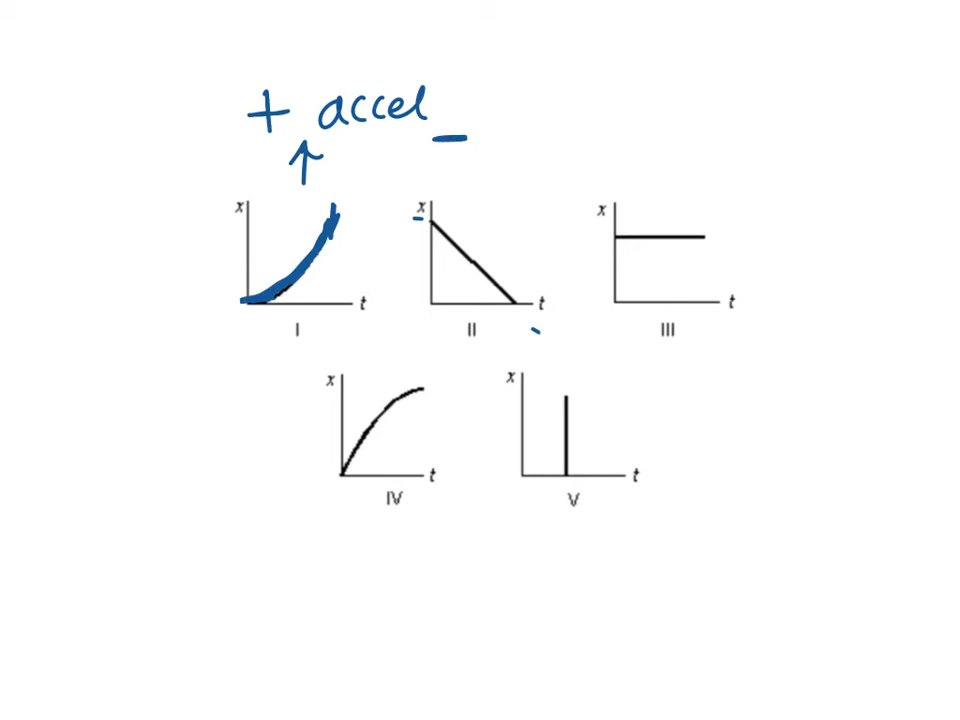 + accel
x x x
t t t
I II III
x x
t t
IV V